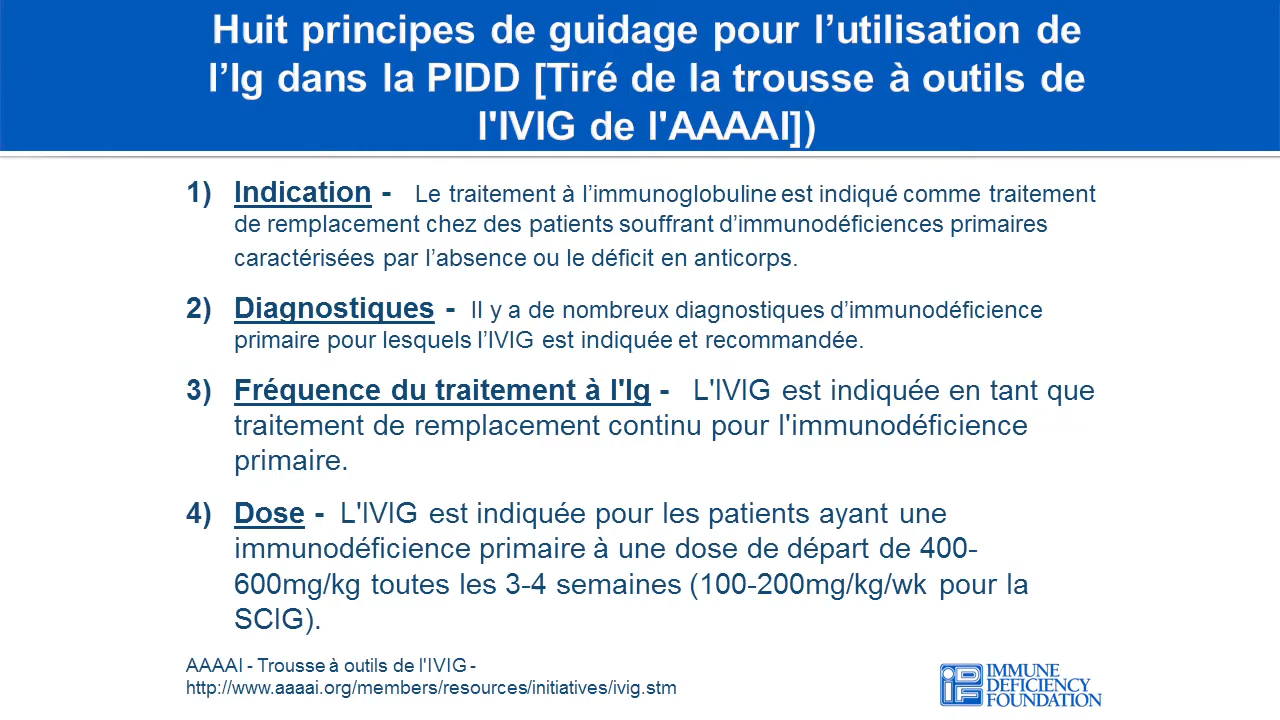 Huit principes de guidage pour l’utilisation de
l’Ig dans la PIDD [Tiré de la trousse à outils de
l'IVIG de l'AAAAI])
1) Indication - Le traitement à l’immunoglobuline est indiqué comme traitement
de remplacement chez des patients souffrant d’immunodéficiences primaires
caractérisées par l’absence ou le déficit en anticorps.
2) Diagnostiques - Il y a de nombreux diagnostiques d’immunodéficience
primaire pour lesquels l’IVIG est indiquée et recommandée.
3) Fréquence du traitement à l'Ig - L'IVIG est indiquée en tant que
traitement de remplacement continu pour l'immunodéficience
primaire.
4) Dose - L'IVIG est indiquée pour les patients ayant une
immunodéficience primaire à une dose de départ de 400-
600mg/kg toutes les 3-4 semaines (100-200mg/kg/wk pour la
SCIG).
AAAAI - Trousse à outils de l'IVIG -
http://www.aaaai.org/members/resources/initiatives/ivig.stm
IDF
IMMUNE
DEFICIENCY
FOUNDATION